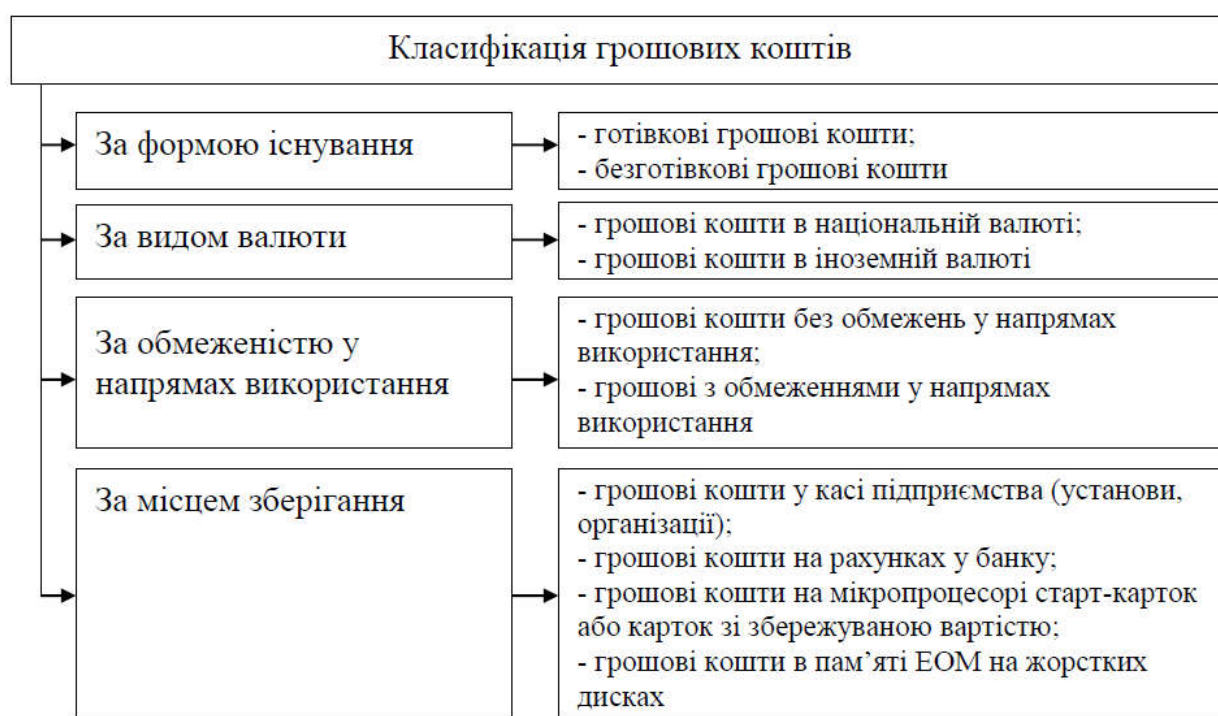 Класифікація грошових коштів
За формою існування
- готівкові грошові кошти;
- безготівкові грошові кошти
За видом валюти
- грошові кошти в національній валюті;
- грошові кошти в іноземній валюті
За обмеженістю у
напрямах використання
- грошові кошти без обмежень у напрямах
використання;
- грошові з обмеженнями у напрямах
використання
За місцем зберігання
- грошові кошти у касі підприємства (установи,
організації);
- грошові кошти на рахунках у банку;
- грошові кошти на мікропроцесорі старт-карток
або карток зі збережуваною вартістю;
- грошові кошти в пам’яті ЕОМ на жорстких
дисках